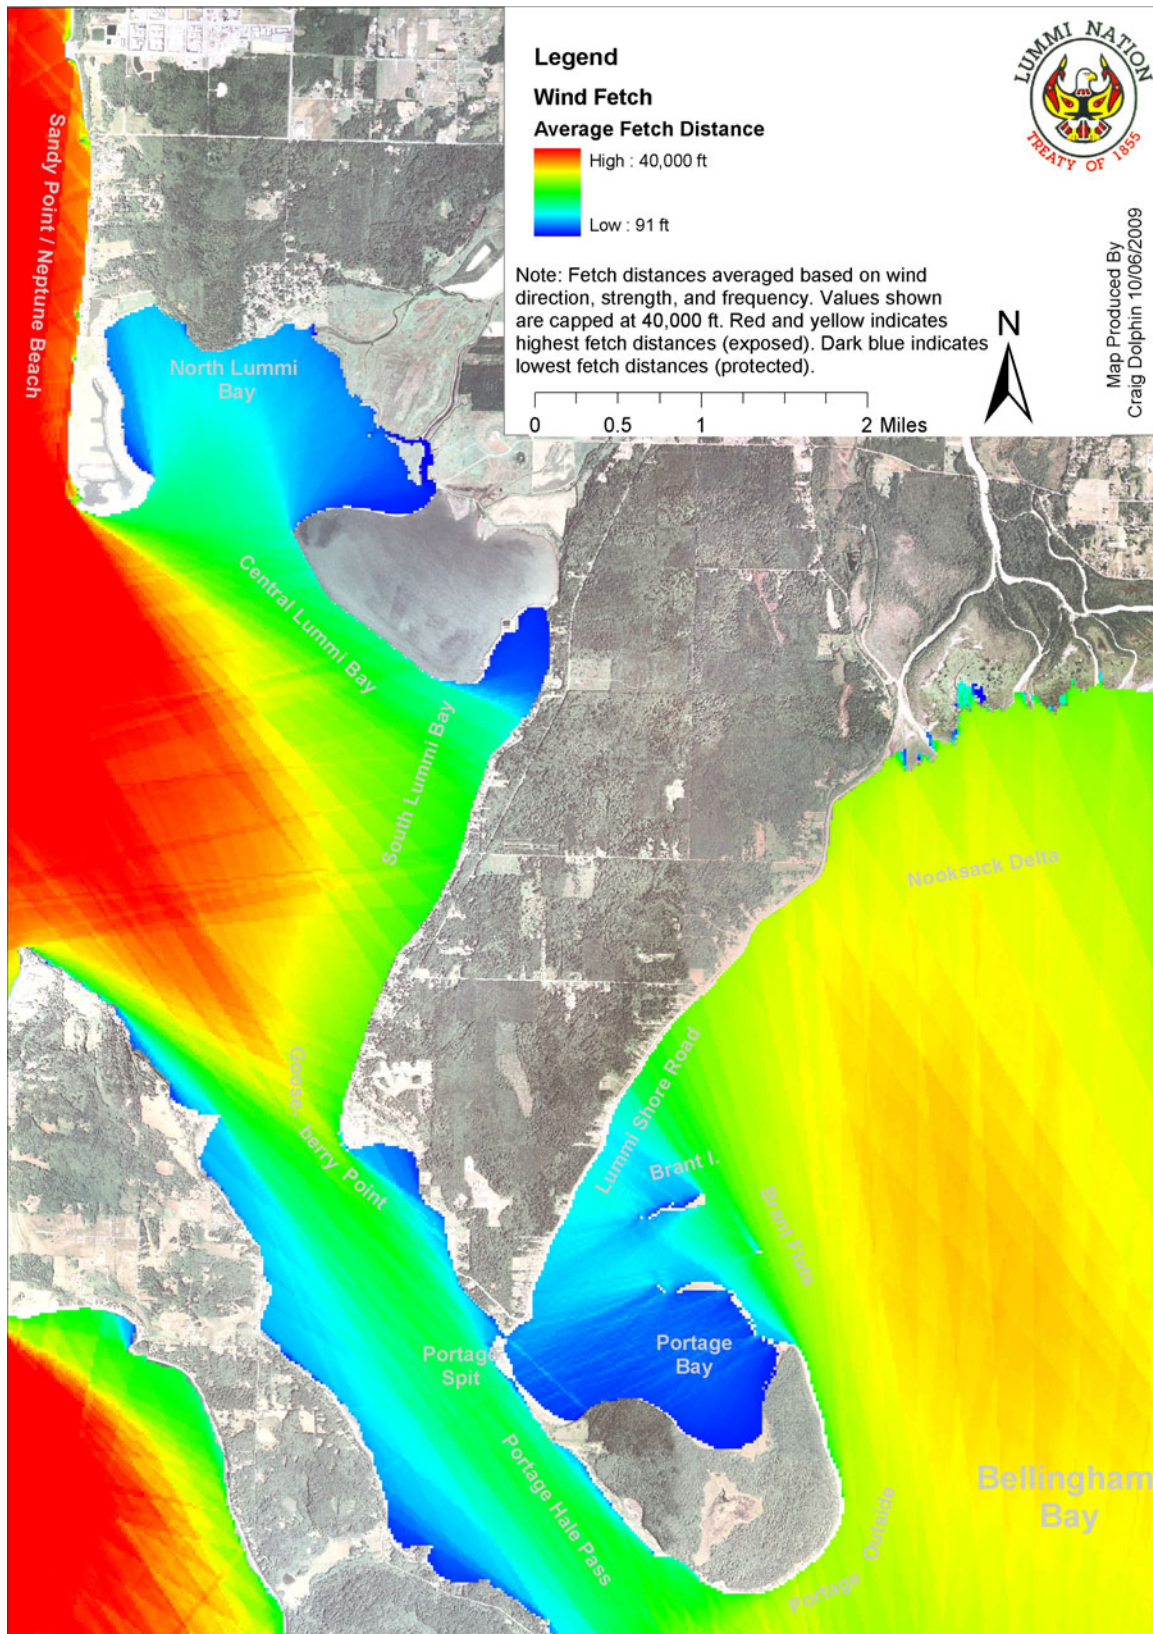 Legend
Wind Fetch
Average Fetch Distance
High : 40,000 ft
Low : 91 ft
Note: Fetch distances averaged based on wind
direction, strength, and frequency. Values shown
are capped at 40,000 ft. Red and yellow indicates
highest fetch distances (exposed). Dark blue indicates
lowest fetch distances (protected).
0 0.5 1 2 Miles
N
LUMMI NATION
TREATY OF 1855
Map Produced By
Craig Dolphin 10/06/2009
Sandy Point / Neptune Beach
North Lummi
Bay
Central Lummi Bay
South Lummi Bay
Nooksack Delta
Goose- berry Point
Lummi Shore Road
Brant I.
Brant Flats
Portage
Spit
Portage
Bay
Portage Hale Pass
Bellingham
Bay
Portage Outside